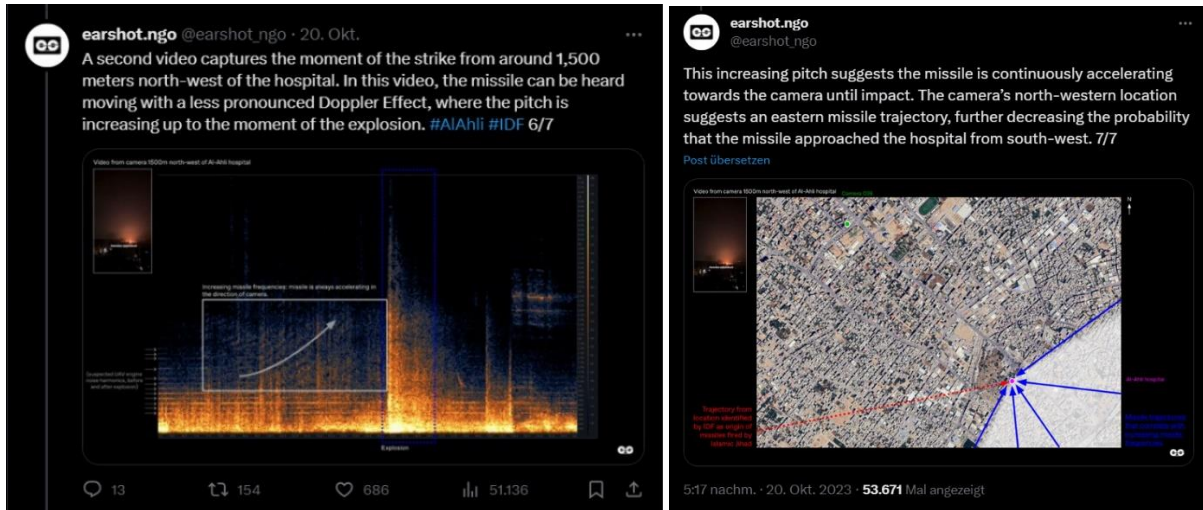 earshot.ngo @earshot_ngo · 20. Okt.
A second video captures the moment of the strike from around 1,500
meters north-west of the hospital. In this video, the missile can be heard
moving with a less pronounced Doppler Effect, where the pitch is
increasing up to the moment of the explosion. #AlAhli #IDF 6/7
Video from camera 1500m north-west of Al-Ahli hospital
Increasing missile frequencies: missile is always accelerating in
the direction of camera.
noise harmonics, before
and after explosion)
Explosion
13
154
686
51.136
earshot.ngo
@earshot_ngo
This increasing pitch suggests the missile is continuously accelerating
towards the camera until impact. The camera's north-western location
suggests an eastern missile trajectory, further decreasing the probability
that the missile approached the hospital from south-west. 7/7
Post übersetzen
Video from camera 1500m north-west of Al-Ahli hospital
N
Al-Ahli hospital
Trajectory from
location identified
by IDF as origin of
missiles fired by
Islamic Jihad
5:17 nachm. · 20. Okt. 2023 · 53.671 Mal angezeigt